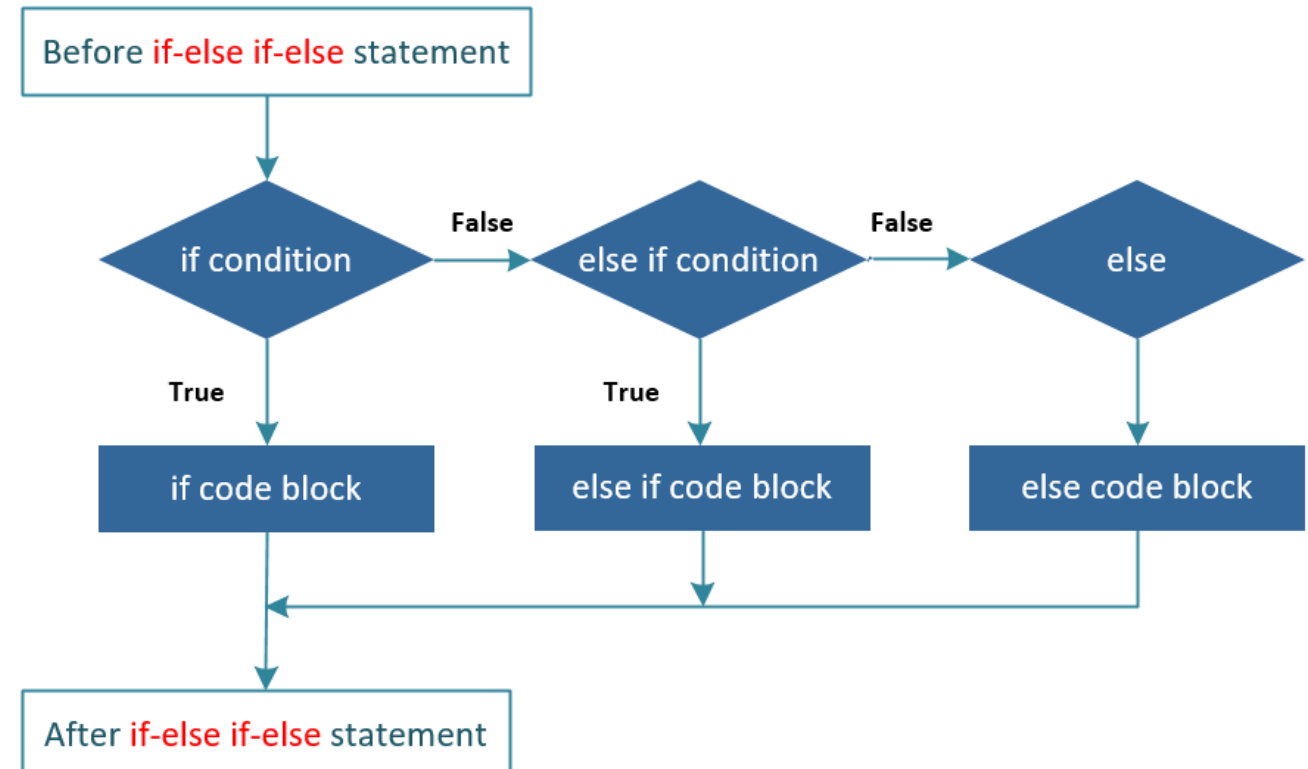 Before if-else if-else statement
False
False
if condition
else if condition
else
True
True
if code block
else if code block
else code block
After if-else if-else statement